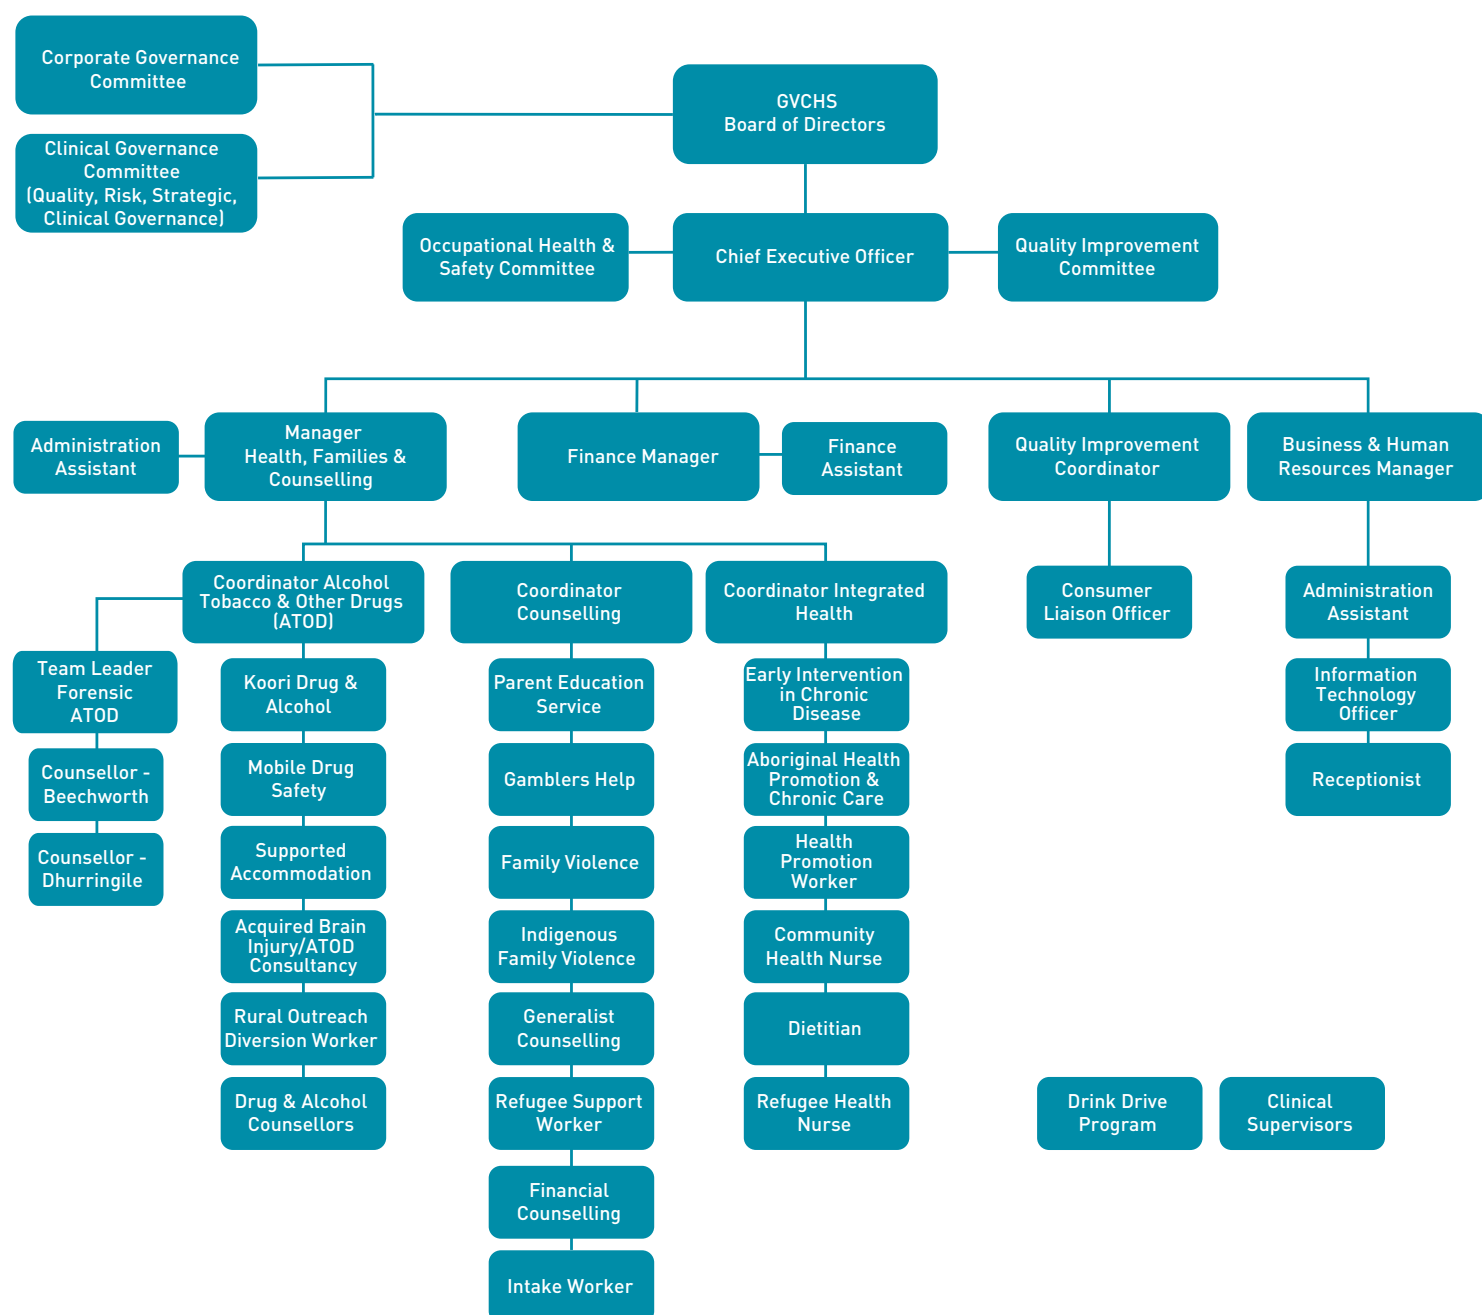 Corporate Governance
Committee
GVCHS
Board of Directors
Clinical Governance
Committee
(Quality, Risk, Strategic,
Clinical Governance)
Occupational Health &
Safety Committee
Chief Executive Officer
Quality Improvement
Committee
Administration
Assistant
Manager
Health, Families &
Counselling
Finance Manager
Finance
Assistant
Quality Improvement
Coordinator
Business & Human
Resources Manager
Coordinator Alcohol
Tobacco & Other Drugs
(ATOD)
Coordinator
Counselling
Coordinator Integrated
Health
Consumer
Liaison Officer
Administration
Assistant
Team Leader
Forensic
ATOD
Counsellor -
Beechworth
Counsellor -
Dhurringile
Koori Drug &
Alcohol
Mobile Drug
Safety
Supported
Accommodation
Acquired Brain
Injury/ATOD
Consultancy
Rural Outreach
Diversion Worker
Drug & Alcohol
Counsellors
Parent Education
Service
Gamblers Help
Family Violence
Indigenous
Family Violence
Generalist
Counselling
Refugee Support
Worker
Financial
Counselling
Intake Worker
Early Intervention
in Chronic
Disease
Aboriginal Health
Promotion &
Chronic Care
Health
Promotion
Worker
Community
Health Nurse
Dietitian
Refugee Health
Nurse
Information
Technology
Officer
Receptionist
Drink Drive
Program
Clinical
Supervisors